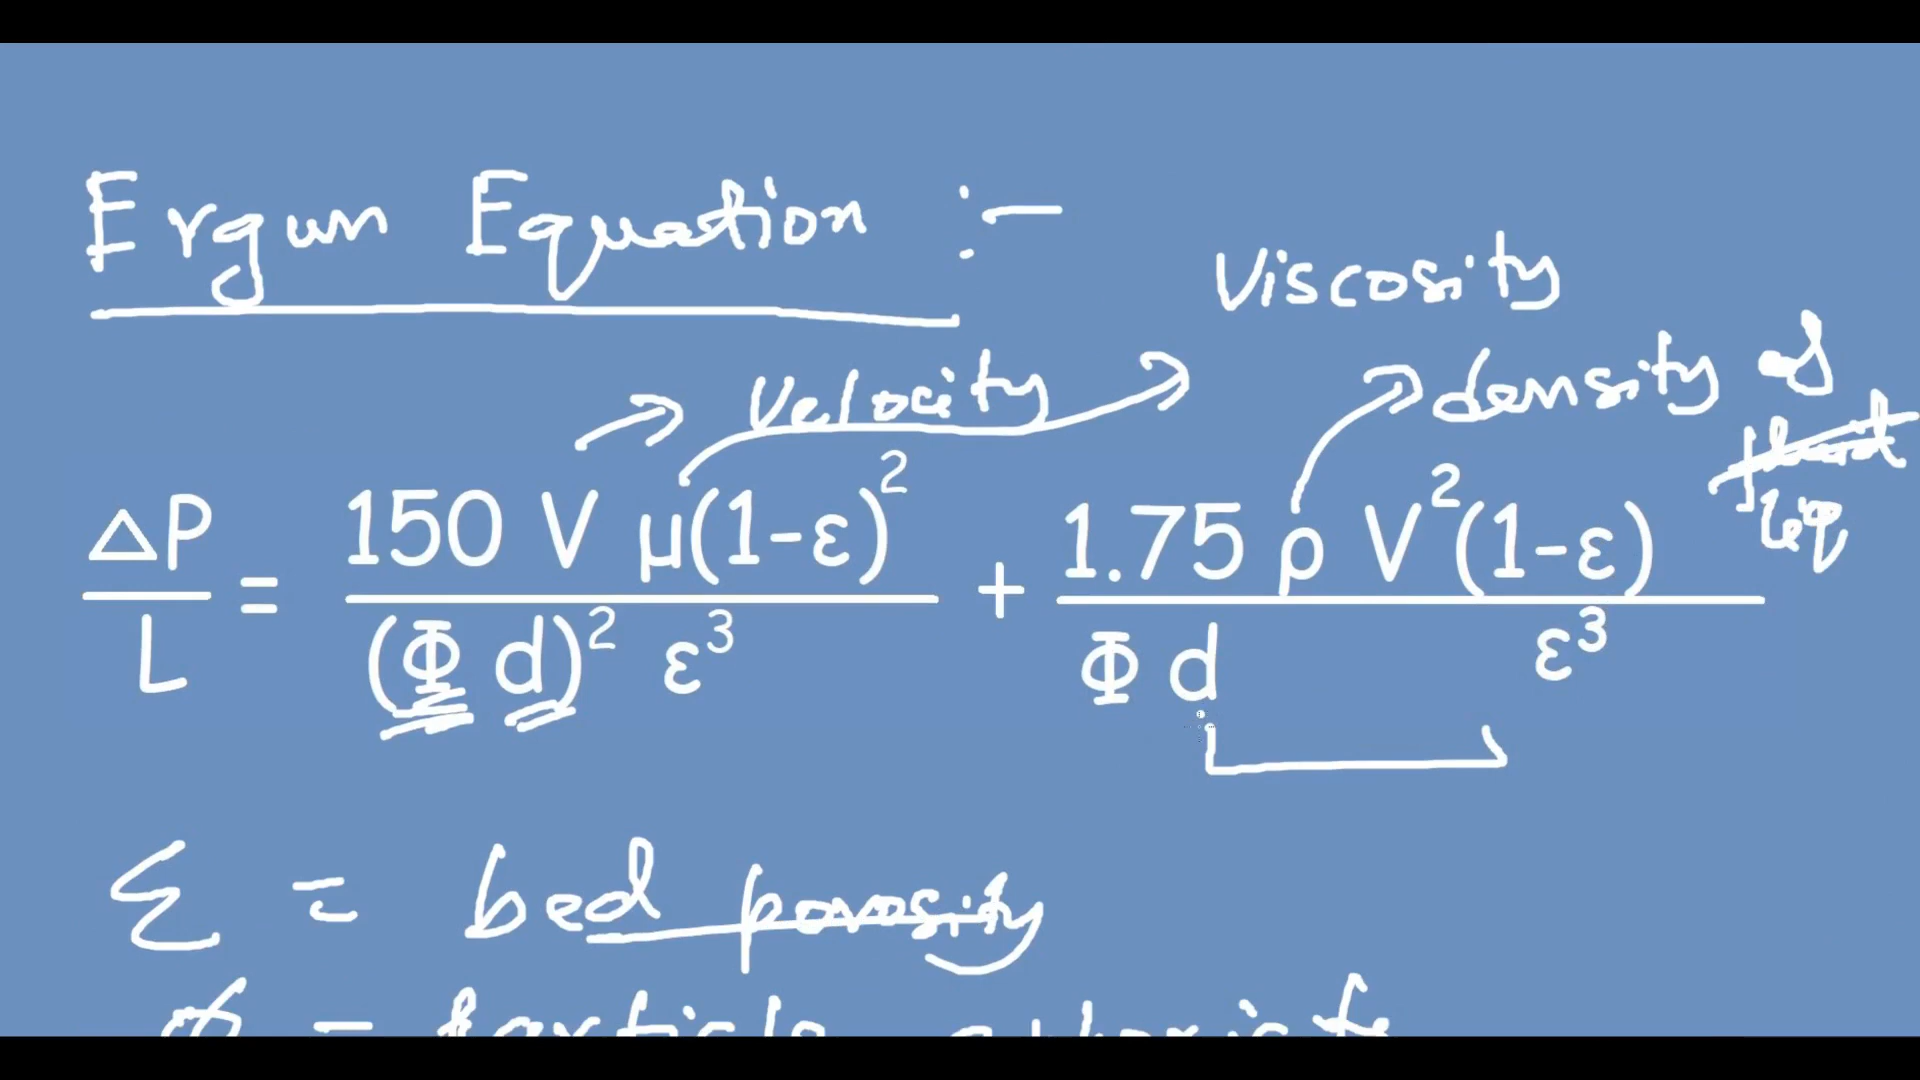 Ergun Equation :-
Viscosity
Velocity
density of
liq
ΔP/L = 150 V μ(1-ε)²/(Φ d)² ε³ + 1.75 ρ V²(1-ε)/Φ d ε³
ε = bed porosity
ϕ = particle